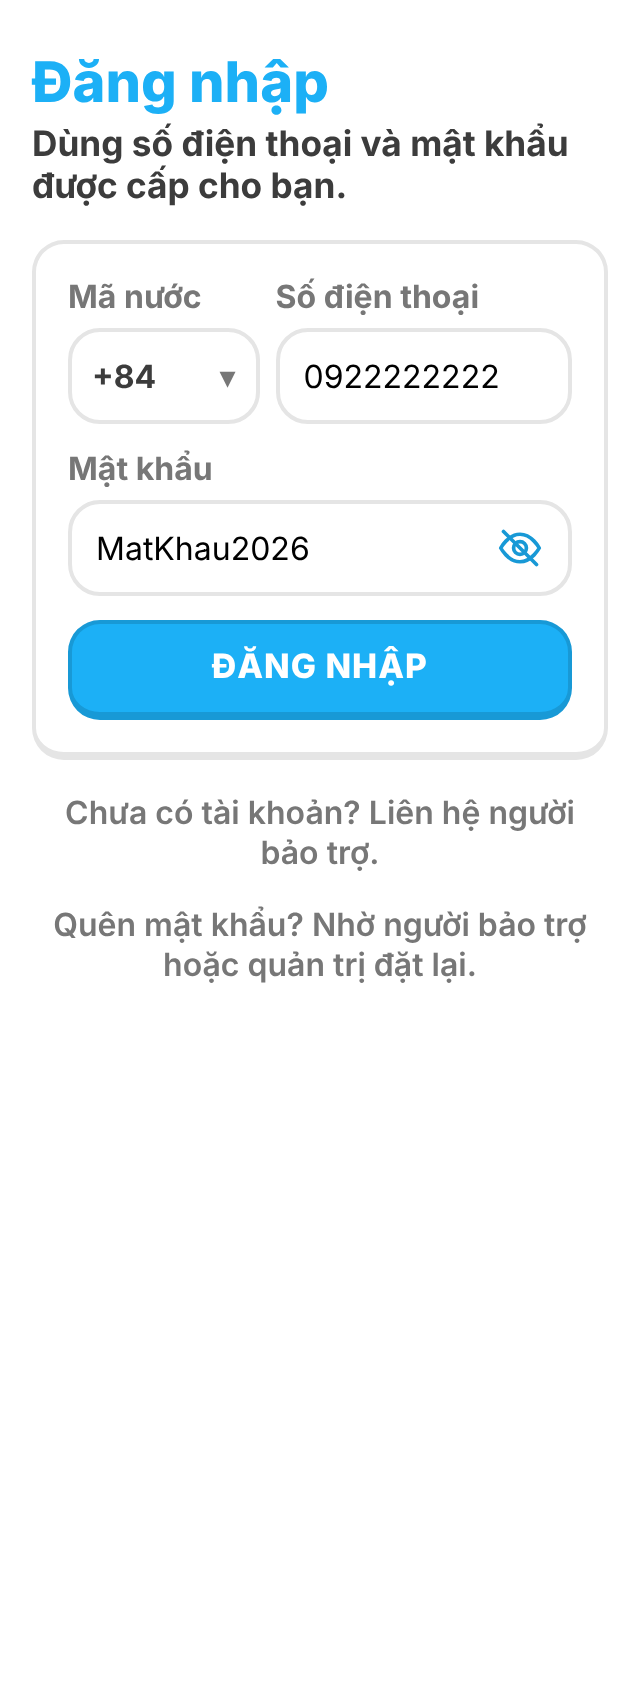 Đăng nhập
Dùng số điện thoại và mật khẩu
được cấp cho bạn.
Mã nước
Số điện thoại
+84 ▼
0922222222
Mật khẩu
MatKhau2026
ĐĂNG NHẬP
Chưa có tài khoản? Liên hệ người
bảo trợ.
Quên mật khẩu? Nhờ người bảo trợ
hoặc quản trị đặt lại.